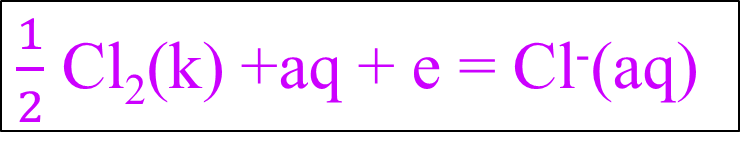 ½ Cl₂(k) +aq + e = Cl⁻(aq)